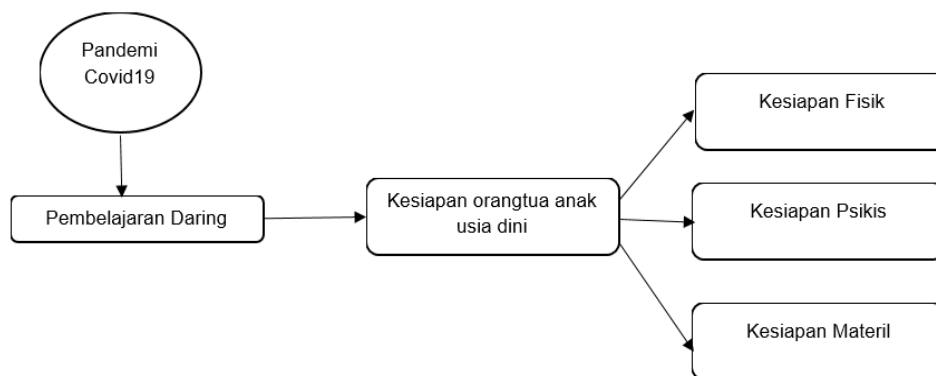 Pandemi
Covid19
Pembelajaran Daring
Kesiapan orangtua anak
usia dini
Kesiapan Fisik
Kesiapan Psikis
Kesiapan Materil